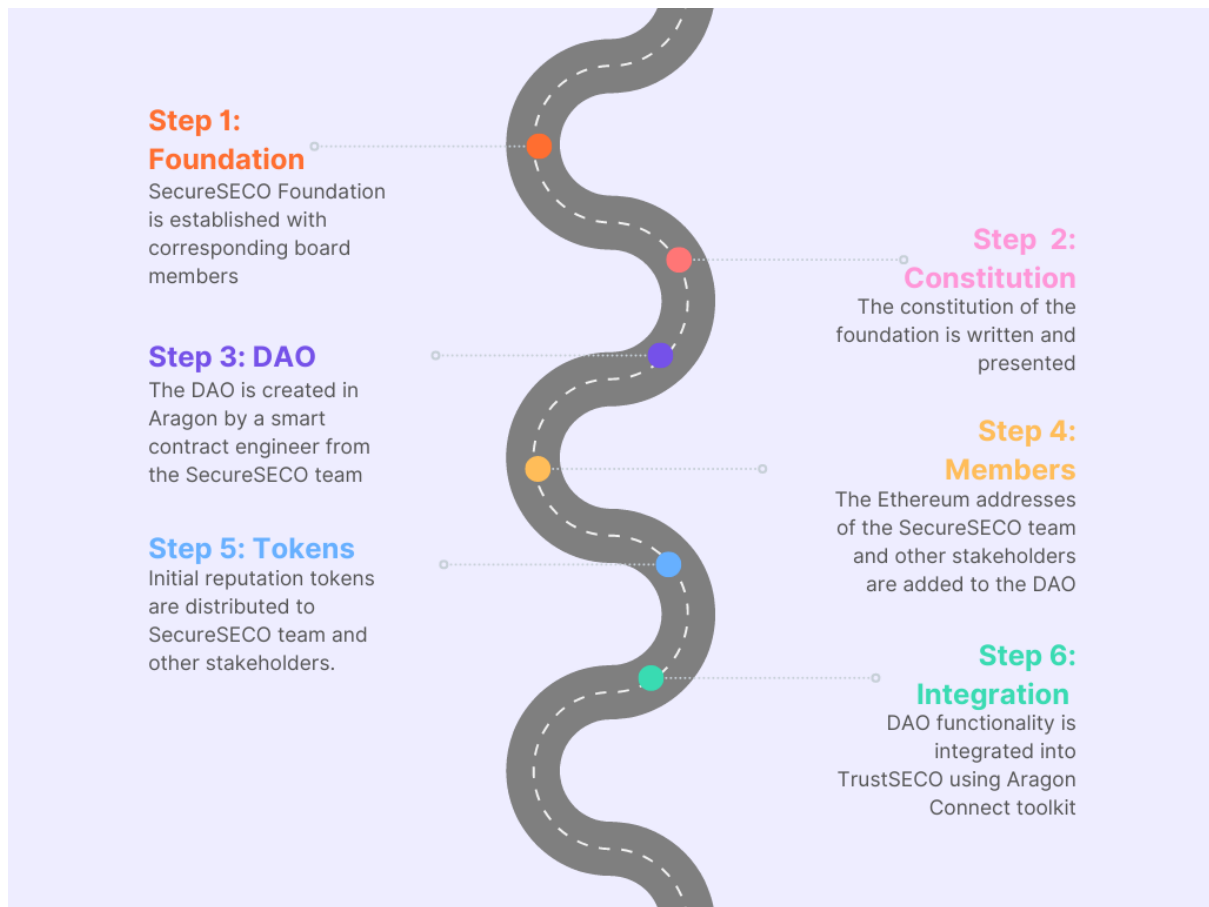 Step 1:
Foundation
SecureSECO Foundation
is established with
corresponding board
members
Step  2:
Constitution
The constitution of the
foundation is written and
presented
Step 3: DAO
The DAO is created in
Aragon by a smart
contract engineer from
the SecureSECO team
Step 4:
Members
The Ethereum addresses
of the SecureSECO team
and other stakeholders
are added to the DAO
Step 5: Tokens
Initial reputation tokens
are distributed to
SecureSECO team and
other stakeholders.
Step 6:
Integration
DAO functionality is
integrated into
TrustSECO using Aragon
Connect toolkit